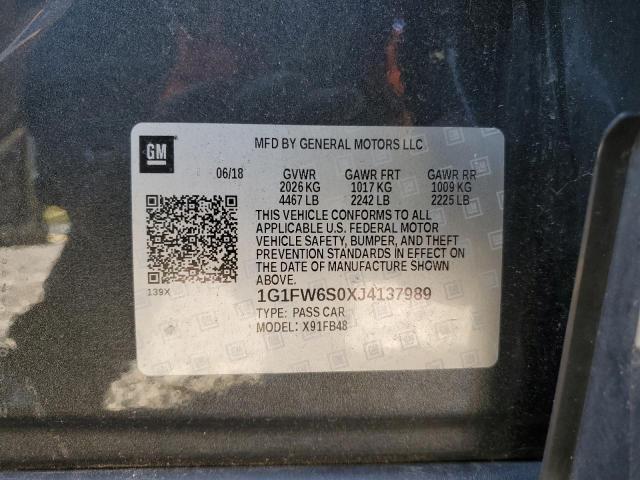 GM
MFD BY GENERAL MOTORS LLC
06/18 GVWR GAWR FRT GAWR RR
2026 KG 1017 KG 1009 KG
4467 LB 2242 LB 2225 LB
THIS VEHICLE CONFORMS TO ALL
APPLICABLE U.S. FEDERAL MOTOR
VEHICLE SAFETY, BUMPER, AND THEFT
PREVENTION STANDARDS IN EFFECT
ON THE DATE OF MANUFACTURE SHOWN
ABOVE.
139X
1G1FW6S0XJ4137989
TYPE: PASS CAR
MODEL: X91FB48